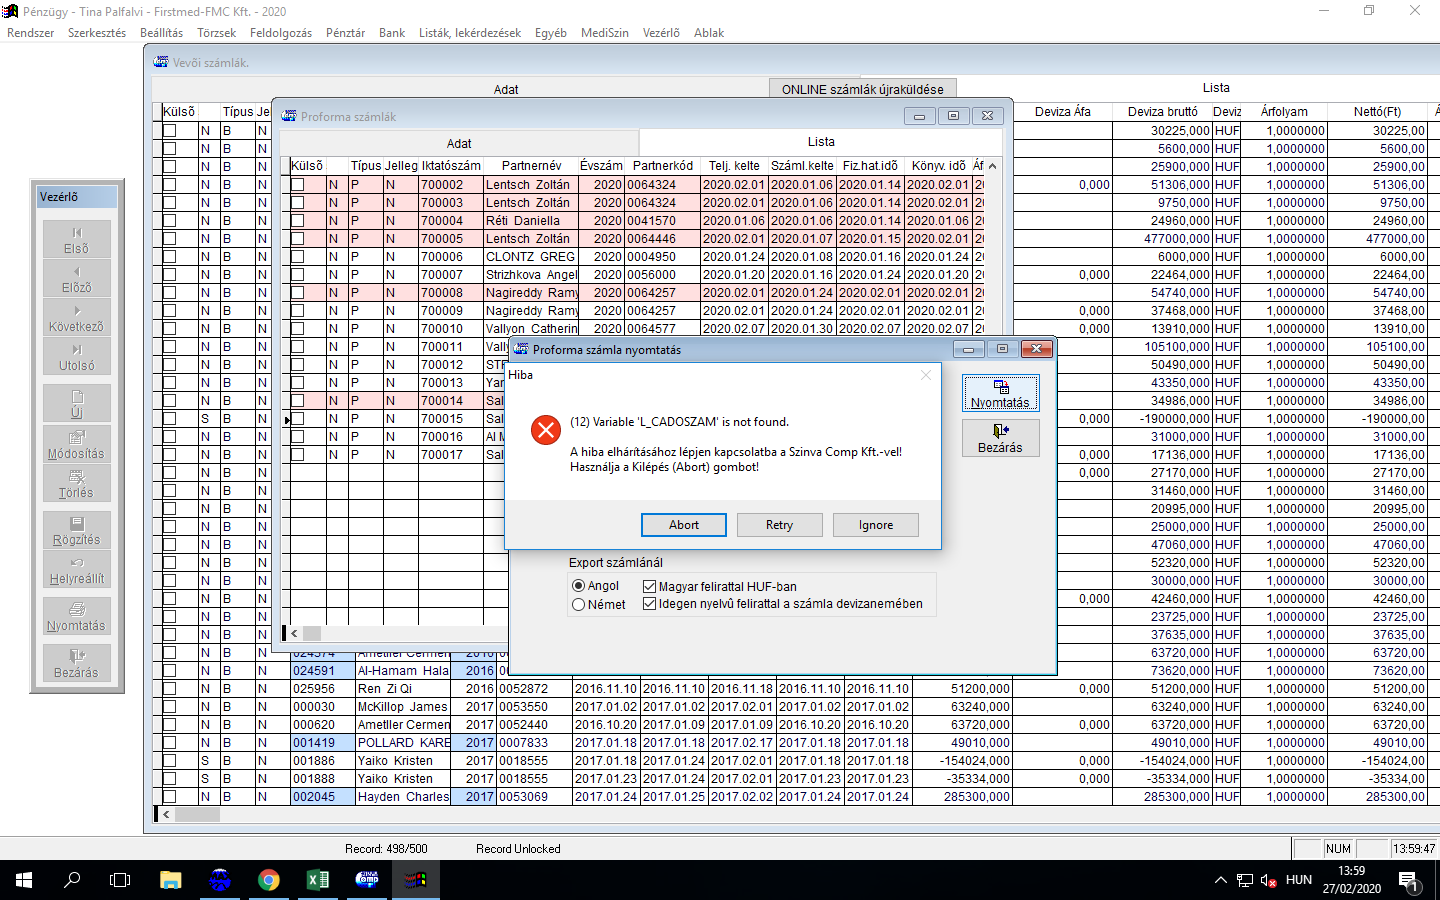 Pénzügy - Tina Palfalvi - Firstmed-FMC Kft. - 2020
Rendszer Szerkesztés Beállítás Törzsek Feldolgozás Pénztár Bank Listák, lekérdezések Egyéb MediSzin Vezérlő Ablak
Vevõi számlák.
Adat ONLINE számlák újraküldése Lista
Külsõ Típus Je Deviza Áfa Deviza bruttó Deviz Árfolyam Nettó(Ft)
Proforma számlák
Adat Lista
Külsõ Típus Jelleg Iktatószám Partnernév Évszám Partnerkód Telj. kelte Száml.kelte Fiz.hat.idõ Könyv. idõ Áf
N P N 700002 Lentsch Zoltán 2020 0064324 2020.02.01 2020.01.06 2020.01.14 2020.02.01
N P N 700003 Lentsch Zoltán 2020 0064324 2020.02.01 2020.01.06 2020.01.14 2020.02.01
N P N 700004 Réti Daniella 2020 0041570 2020.01.06 2020.01.06 2020.01.14 2020.01.06
N P N 700005 Lentsch Zoltán 2020 0064446 2020.02.01 2020.01.07 2020.01.15 2020.02.01
N P N 700006 CLONTZ GREG 2020 0004950 2020.01.24 2020.01.08 2020.01.16 2020.01.24
N P N 700007 Strizhkova Angel 2020 0056000 2020.01.20 2020.01.16 2020.01.24 2020.01.20
N P N 700008 Nagireddy Ramy 2020 0064257 2020.02.01 2020.01.24 2020.02.01 2020.02.01
N P N 700009 Nagireddy Ramy 2020 0064257 2020.02.01 2020.01.24 2020.02.01 2020.02.01
N P N 700010 Vallyon Catherin 2020 0064577 2020.02.07 2020.01.30 2020.02.07 2020.02.07
N P N 700011 Vally
N P N 700012 STR
N P N 700013 Yar
N P N 700014 Sal
N P N 700015 Sal
N P N 700016 Al M
N P N 700017 Sal
N B N 30225,000 HUF 1,0000000 30225,00
N B N 5600,000 HUF 1,0000000 5600,00
N B N 25900,000 HUF 1,0000000 25900,00
N B N 0,000 51306,000 HUF 1,0000000 51306,00
N B N 9750,000 HUF 1,0000000 9750,00
N B N 24960,000 HUF 1,0000000 24960,00
N B N 477000,000 HUF 1,0000000 477000,00
N B N 6000,000 HUF 1,0000000 6000,00
N B N 0,000 22464,000 HUF 1,0000000 22464,00
N B N 54740,000 HUF 1,0000000 54740,00
N B N 0,000 37468,000 HUF 1,0000000 37468,00
N B N 0,000 13910,000 HUF 1,0000000 13910,00
N B N 105100,000 HUF 1,0000000 105100,00
N B N 50490,000 HUF 1,0000000 50490,00
N B N 43350,000 HUF 1,0000000 43350,00
N B N 34986,000 HUF 1,0000000 34986,00
S B N 0,000 -190000,000 HUF 1,0000000 -190000,00
N B N 31000,000 HUF 1,0000000 31000,00
N B N 0,000 17136,000 HUF 1,0000000 17136,00
N B N 0,000 27170,000 HUF 1,0000000 27170,00
N B N 31460,000 HUF 1,0000000 31460,00
N B N 20995,000 HUF 1,0000000 20995,00
N B N 25000,000 HUF 1,0000000 25000,00
N B N 47060,000 HUF 1,0000000 47060,00
N B N 52320,000 HUF 1,0000000 52320,00
N B N 30000,000 HUF 1,0000000 30000,00
N B N 0,000 42460,000 HUF 1,0000000 42460,00
N B N 23725,000 HUF 1,0000000 23725,00
N B N 37635,000 HUF 1,0000000 37635,00
N B N 63720,000 HUF 1,0000000 63720,00
N B N 024591 Al-Hamam Hala 2016 73620,000 HUF 1,0000000 73620,00
N B N 025956 Ren Zi Qi 2016 0052872 2016.11.10 2016.11.10 2016.11.18 2016.11.10 2016.11.10 51200,000 0,000 51200,000 HUF 1,0000000 51200,00
N B N 000030 McKillop James 2017 0053550 2017.01.02 2017.01.02 2017.02.01 2017.01.02 2017.01.02 63240,000 63240,000 HUF 1,0000000 63240,00
N B N 000620 Ametller Cermen 2017 0052440 2016.10.20 2017.01.09 2017.01.09 2016.10.20 2016.10.20 63720,000 0,000 63720,000 HUF 1,0000000 63720,00
N B N 001419 POLLARD KARE 2017 0007833 2017.01.18 2017.01.18 2017.02.17 2017.01.18 2017.01.18 49010,000 49010,000 HUF 1,0000000 49010,00
S B N 001886 Yaiko Kristen 2017 0018555 2017.01.18 2017.01.24 2017.02.01 2017.01.18 2017.01.18 -154024,000 0,000 -154024,000 HUF 1,0000000 -154024,00
S B N 001888 Yaiko Kristen 2017 0018555 2017.01.23 2017.01.24 2017.02.01 2017.01.23 2017.01.23 -35334,000 0,000 -35334,000 HUF 1,0000000 -35334,00
N B N 002045 Hayden Charles 2017 0053069 2017.01.24 2017.01.25 2017.02.02 2017.01.24 2017.01.24 285300,000 285300,000 HUF 1,0000000 285300,00
Vezérlõ
Elsõ
Elõzõ
Következõ
Utolsó
Új
Módosítás
Törlés
Rögzítés
Helyreállít
Nyomtatás
Bezárás
Proforma számla nyomtatás
Nyomtatás
Bezárás
Hiba
(12) Variable 'L_CADOSZAM' is not found.
A hiba elhárításához lépjen kapcsolatba a Szinva Comp Kft.-vel!
Használja a Kilépés (Abort) gombot!
Abort Retry Ignore
Export számlánál
Angol Magyar felirattal HUF-ban
Német Idegen nyelvû felirattal a számla devizanemében
Record: 498/500 Record Unlocked NUM 13:59:47
HUN 13:59
27/02/2020
1